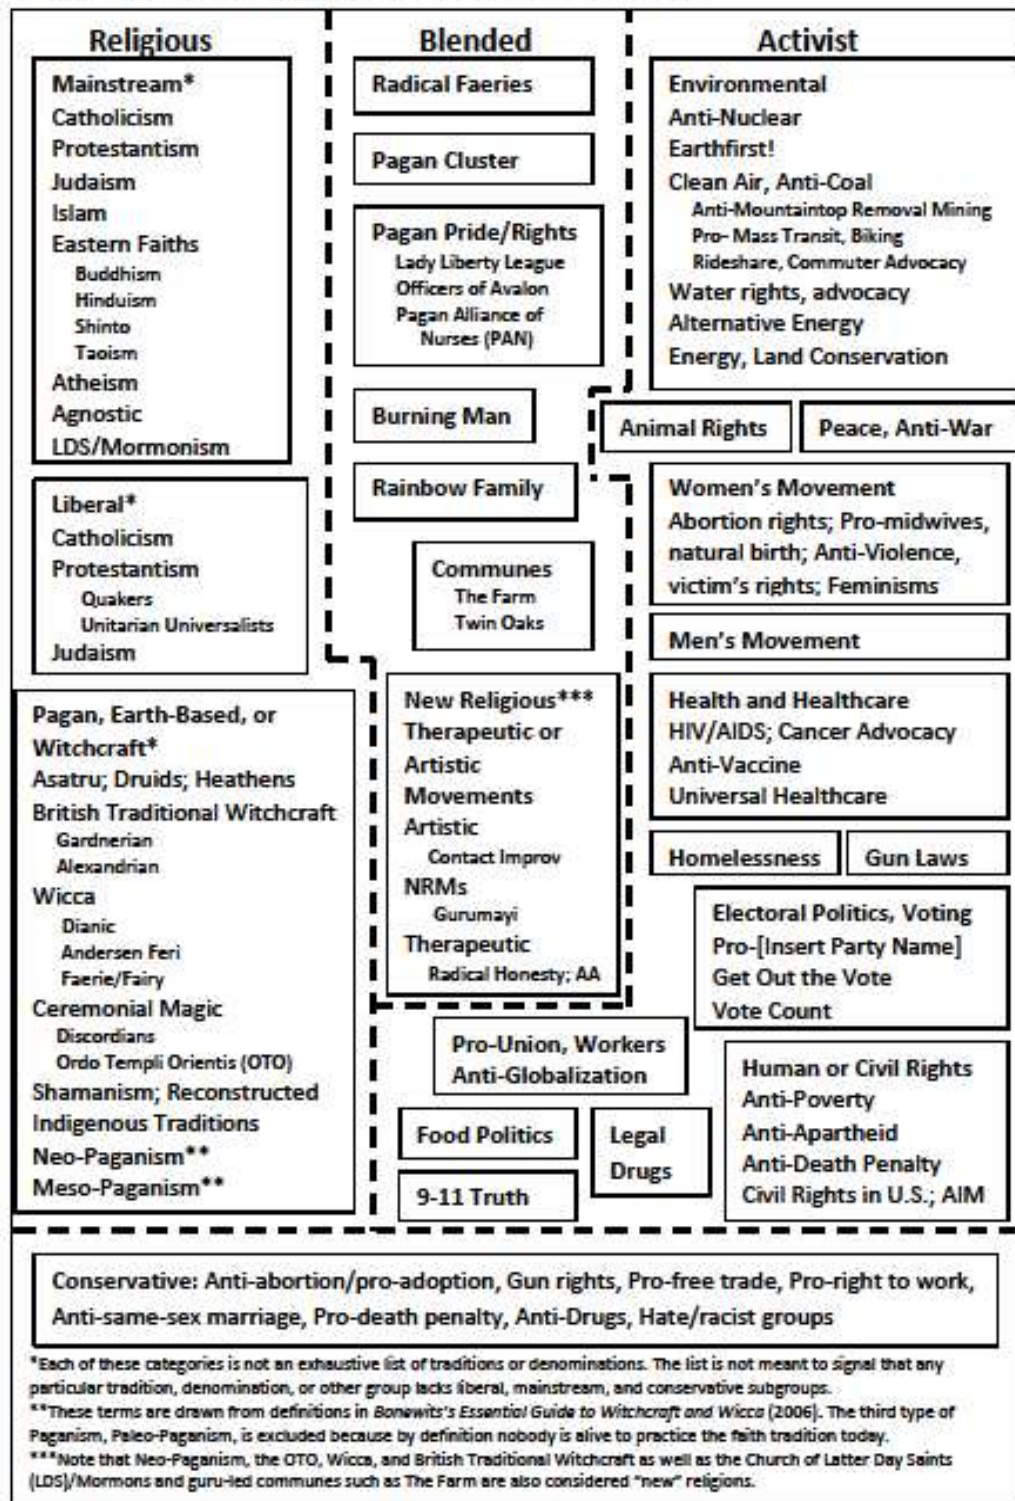 Religious
Mainstream*
Catholicism
Protestantism
Judaism
Islam
Eastern Faiths
Buddhism
Hinduism
Shinto
Taoism
Atheism
Agnostic
LDS/Mormonism
Liberal*
Catholicism
Protestantism
Quakers
Unitarian Universalists
Judaism
Pagan, Earth-Based, or
Witchcraft*
Asatru; Druids; Heathens
British Traditional Witchcraft
Gardnerian
Alexandrian
Wicca
Dianic
Andersen Feri
Faerie/Fairy
Ceremonial Magic
Discordians
Ordo Templi Orientis (OTO)
Shamanism; Reconstructed
Indigenous Traditions
Neo-Paganism**
Meso-Paganism**
Blended
Radical Faeries
Pagan Cluster
Pagan Pride/Rights
Lady Liberty League
Officers of Avalon
Pagan Alliance of
Nurses (PAN)
Burning Man
Rainbow Family
Communes
The Farm
Twin Oaks
New Religious***
Therapeutic or
Artistic
Movements
Artistic
Contact Improv
NRMs
Gurumayi
Therapeutic
Radical Honesty; AA
Activist
Environmental
Anti-Nuclear
Earthfirst!
Clean Air, Anti-Coal
Anti-Mountaintop Removal Mining
Pro- Mass Transit, Biking
Rideshare, Commuter Advocacy
Water rights, advocacy
Alternative Energy
Energy, Land Conservation
Animal Rights
Peace, Anti-War
Women's Movement
Abortion rights; Pro-midwives,
natural birth; Anti-Violence,
victim's rights; Feminisms
Men's Movement
Health and Healthcare
HIV/AIDS; Cancer Advocacy
Anti-Vaccine
Universal Healthcare
Homelessness
Gun Laws
Electoral Politics, Voting
Pro-[Insert Party Name]
Get Out the Vote
Vote Count
Pro-Union, Workers
Anti-Globalization
Food Politics
Legal
Drugs
9-11 Truth
Human or Civil Rights
Anti-Poverty
Anti-Apartheid
Anti-Death Penalty
Civil Rights in U.S.; AIM
Conservative: Anti-abortion/pro-adoption, Gun rights, Pro-free trade, Pro-right to work,
Anti-same-sex marriage, Pro-death penalty, Anti-Drugs, Hate/racist groups
*Each of these categories is not an exhaustive list of traditions or denominations. The list is not meant to signal that any
particular tradition, denomination, or other group lacks liberal, mainstream, and conservative subgroups.
**These terms are drawn from definitions in Bonewits's Essential Guide to Witchcraft and Wicca (2006). The third type of
Paganism, Paleo-Paganism, is excluded because by definition nobody is alive to practice the faith tradition today.
***Note that Neo-Paganism, the OTO, Wicca, and British Traditional Witchcraft as well as the Church of Latter Day Saints
(LDS)/Mormons and guru-led communes such as The Farm are also considered "new" religions.